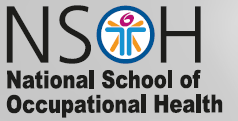 NSOH
National School of
Occupational Health